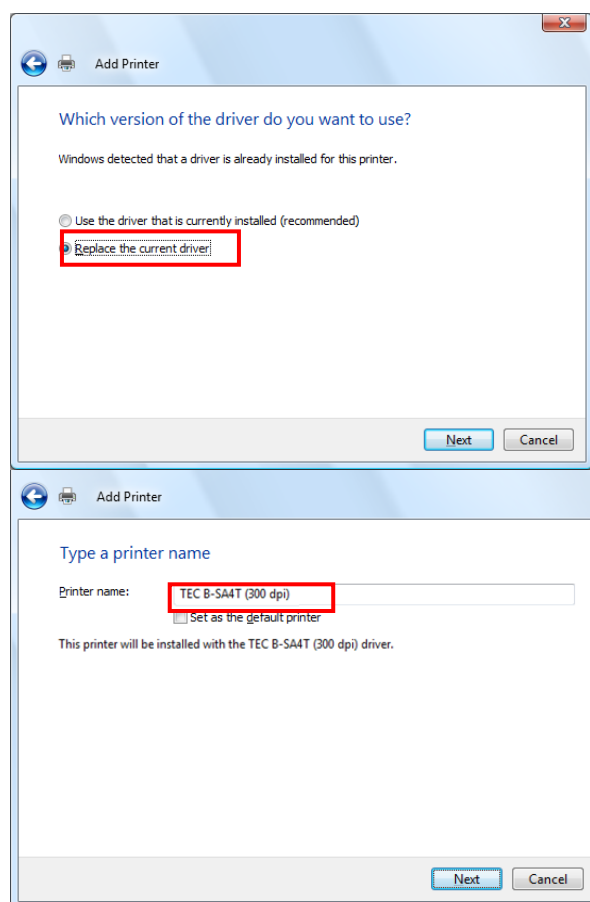 Add Printer
Which version of the driver do you want to use?
Windows detected that a driver is already installed for this printer.
Use the driver that is currently installed (recommended)
Replace the current driver
Next Cancel
Add Printer
Type a printer name
Printer name: TEC B-SA4T (300 dpi)
Set as the default printer
This printer will be installed with the TEC B-SA4T (300 dpi) driver.
Next Cancel